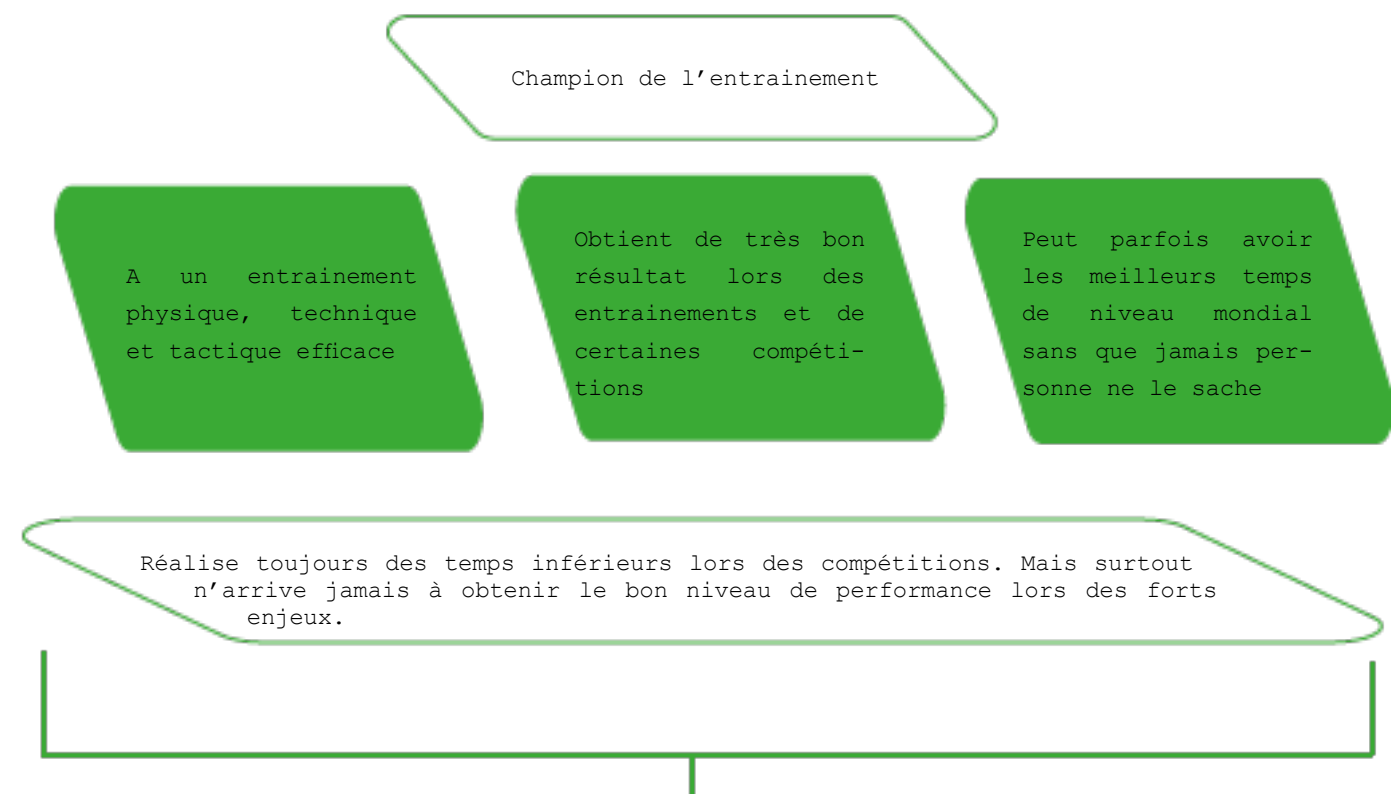 Champion de l’entrainement
A un entrainement
physique, technique
et tactique efficace
Obtient de très bon
résultat lors des
entrainements et de
certaines compéti-
tions
Peut parfois avoir
les meilleurs temps
de niveau mondial
sans que jamais per-
sonne ne le sache
Réalise toujours des temps inférieurs lors des compétitions. Mais surtout
n’arrive jamais à obtenir le bon niveau de performance lors des forts
enjeux.